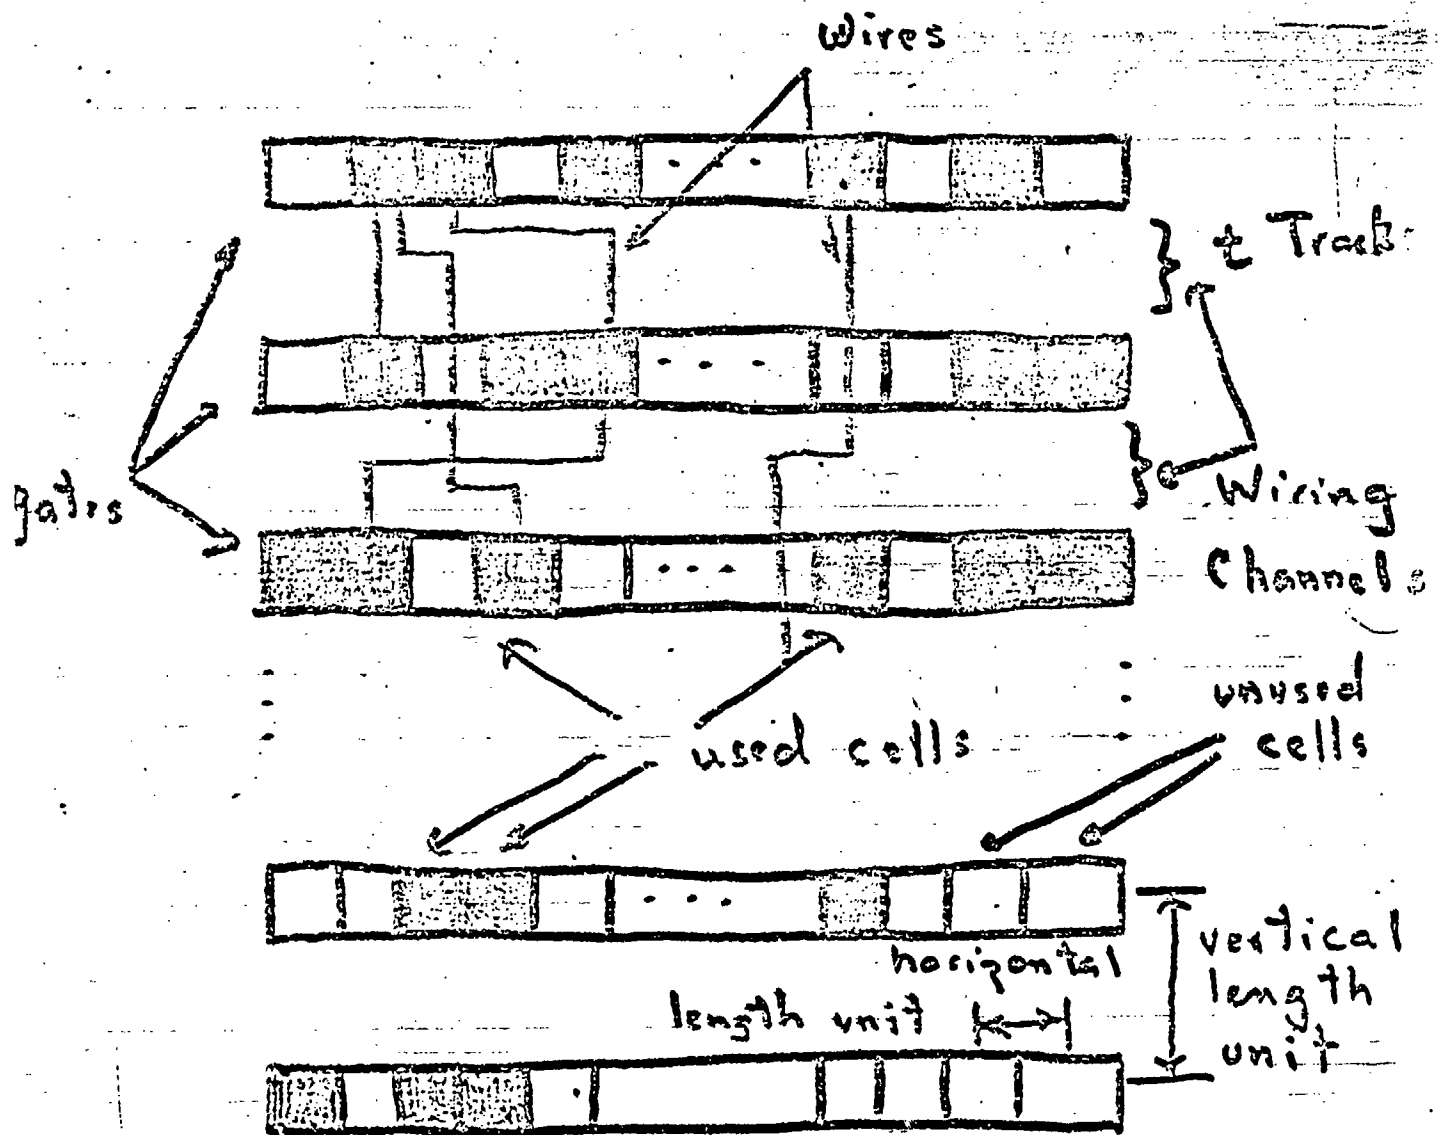 Wires
t Track
gates
Wiring
Channels
unused
cells
used cells
horizontal
length unit
vertical
length
unit